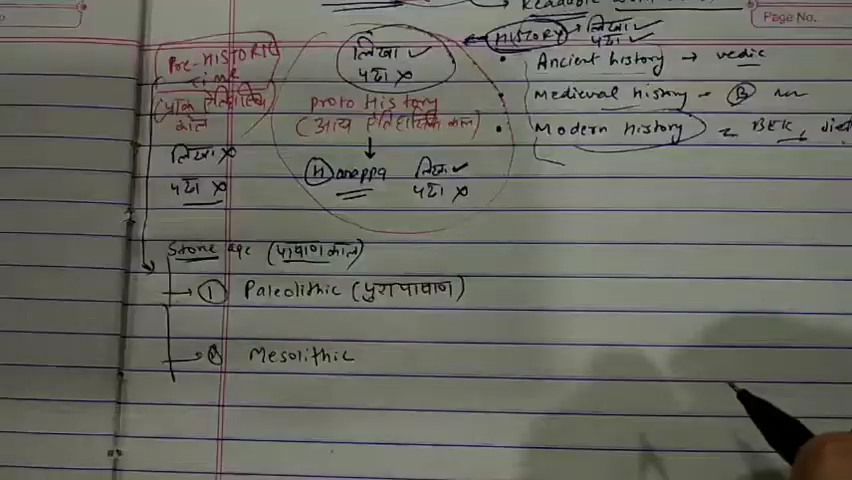 Readable
Page No.
Pre-HISTORIC
time
(प्राक ऐतिहासिक
काल
लिखा ✗
पढा ✗
लिखा ✓
पढा ✗
Proto History
(आद्य ऐतिहासिक काल)
Harappa
लिखा ✓
पढा ✗
HISTORY → लिखा ✓
पढा ✓
• Ancient history → vedic
• Medieval history - B
• Modern history
Stone age (पाषाण काल)
→ 1 Paleolithic (पुरापाषाण)
→ Mesolithic